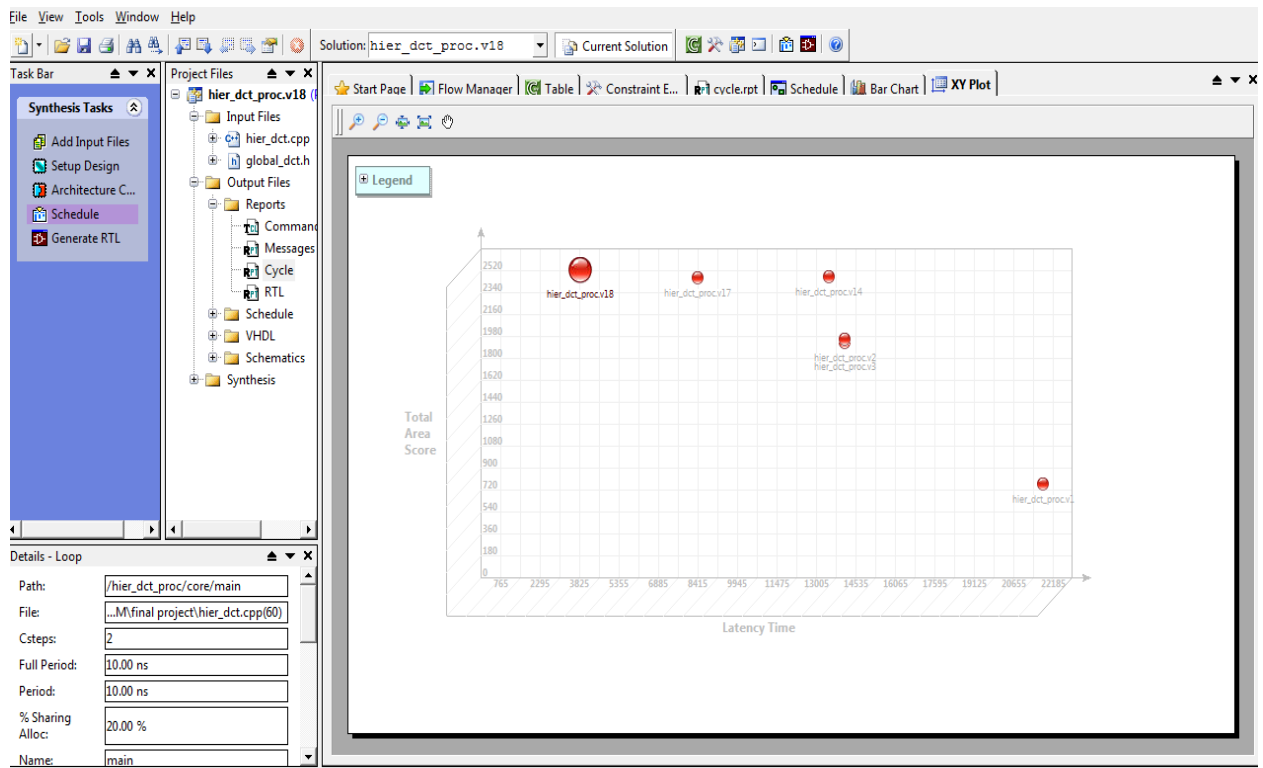 File View Tools Window Help
Solution: hier_dct_proc.v18 Current Solution
Task Bar
Synthesis Tasks
Add Input Files
Setup Design
Architecture C...
Schedule
Generate RTL
Project Files
hier_dct_proc.v18 (
Input Files
hier_dct.cpp
global_dct.h
Output Files
Reports
Command
Messages
Cycle
RTL
Schedule
VHDL
Schematics
Synthesis
Details - Loop
Path: /hier_dct_proc/core/main
File: ...M\final project\hier_dct.cpp(60)
Csteps: 2
Full Period: 10.00 ns
Period: 10.00 ns
% Sharing
Alloc: 20.00 %
Name: main
Start Page Flow Manager Table Constraint E... cycle.rpt Schedule Bar Chart XY Plot
Legend
2520
2340
2160
1980
1800
1620
1440
1260
1080
900
720
540
360
180
0
hier_dct_proc.v18 hier_dct_proc.v17 hier_dct_proc.v14
hier_dct_proc.v2
hier_dct_proc.v3
hier_dct_proc.v1
Total
Area
Score
765 2295 3825 5355 6885 8415 9945 11475 13005 14535 16065 17595 19125 20655 22185
Latency Time